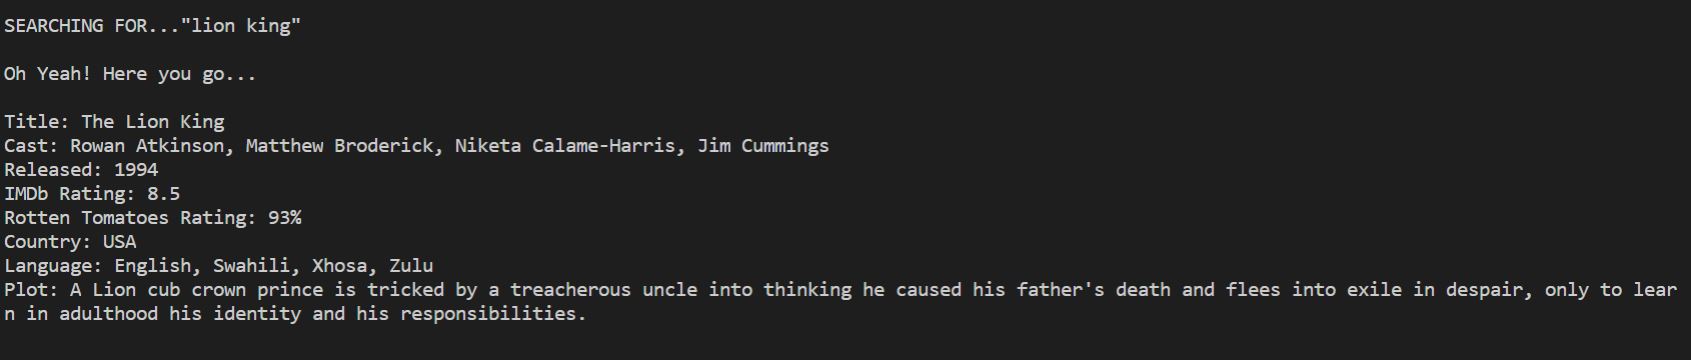 SEARCHING FOR..."lion king"
Oh Yeah! Here you go...
Title: The Lion King
Cast: Rowan Atkinson, Matthew Broderick, Niketa Calame-Harris, Jim Cummings
Released: 1994
IMDb Rating: 8.5
Rotten Tomatoes Rating: 93%
Country: USA
Language: English, Swahili, Xhosa, Zulu
Plot: A Lion cub crown prince is tricked by a treacherous uncle into thinking he caused his father's death and flees into exile in despair, only to lear
n in adulthood his identity and his responsibilities.